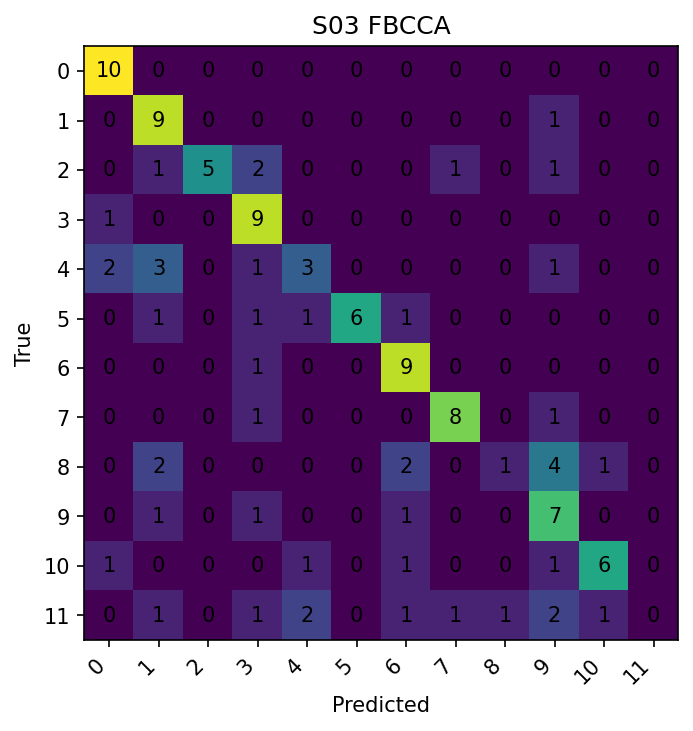 S03 FBCCA
0 10 0 0 0 0 0 0 0 0 0 0 0
1 0 9 0 0 0 0 0 0 0 1 0 0
2 0 1 5 2 0 0 0 1 0 1 0 0
3 1 0 0 9 0 0 0 0 0 0 0 0
4 2 3 0 1 3 0 0 0 0 1 0 0
5 0 1 0 1 1 6 1 0 0 0 0 0
6 0 0 0 1 0 0 9 0 0 0 0 0
7 0 0 0 1 0 0 0 8 0 1 0 0
8 0 2 0 0 0 0 2 0 1 4 1 0
9 0 1 0 1 0 0 1 0 0 7 0 0
10 1 0 0 0 1 0 1 0 0 1 6 0
11 0 1 0 1 2 0 1 1 1 2 1 0
0 1 2 3 4 5 6 7 8 9 10 11
Predicted
True